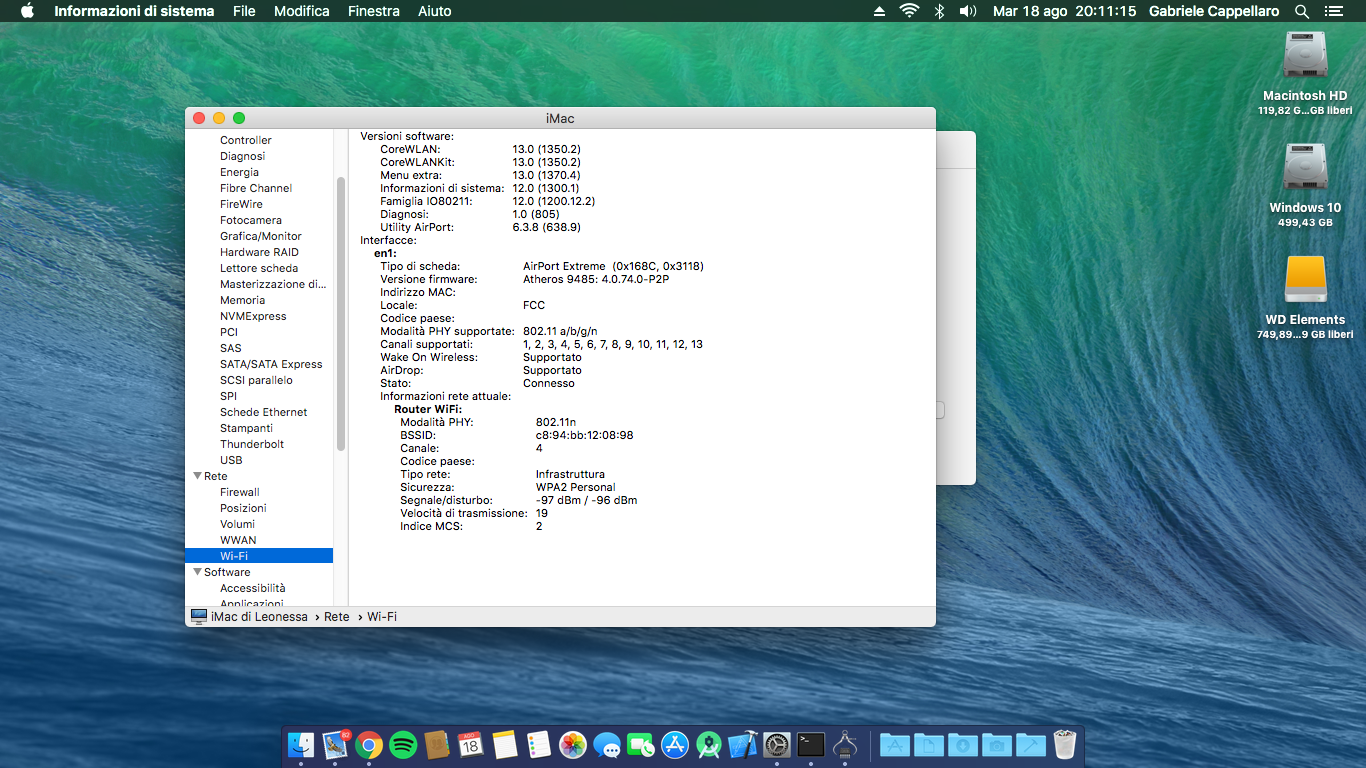 Informazioni di sistema File Modifica Finestra Aiuto Mar 18 ago 20:11:15 Gabriele Cappellaro
Macintosh HD
119,82 G...GB liberi
Windows 10
499,43 GB
WD Elements
749,89...9 GB liberi
iMac
Controller
Diagnosi
Energia
Fibre Channel
FireWire
Fotocamera
Grafica/Monitor
Hardware RAID
Lettore scheda
Masterizzazione di...
Memoria
NVMExpress
PCI
SAS
SATA/SATA Express
SCSI parallelo
SPI
Schede Ethernet
Stampanti
Thunderbolt
USB
Rete
Firewall
Posizioni
Volumi
WWAN
Wi-Fi
Software
Accessibilità
Applicazioni
Versioni software:
CoreWLAN: 13.0 (1350.2)
CoreWLANKit: 13.0 (1350.2)
Menu extra: 13.0 (1370.4)
Informazioni di sistema: 12.0 (1300.1)
Famiglia IO80211: 12.0 (1200.12.2)
Diagnosi: 1.0 (805)
Utility AirPort: 6.3.8 (638.9)
Interfacce:
en1:
Tipo di scheda: AirPort Extreme (0x168C, 0x3118)
Versione firmware: Atheros 9485: 4.0.74.0-P2P
Indirizzo MAC:
Locale: FCC
Codice paese:
Modalità PHY supportate: 802.11 a/b/g/n
Canali supportati: 1, 2, 3, 4, 5, 6, 7, 8, 9, 10, 11, 12, 13
Wake On Wireless: Supportato
AirDrop: Supportato
Stato: Connesso
Informazioni rete attuale:
Router WiFi:
Modalità PHY: 802.11n
BSSID: c8:94:bb:12:08:98
Canale: 4
Codice paese:
Tipo rete: Infrastruttura
Sicurezza: WPA2 Personal
Segnale/disturbo: -97 dBm / -96 dBm
Velocità di trasmissione: 19
Indice MCS: 2
iMac di Leonessa › Rete › Wi-Fi
82
AGO
18